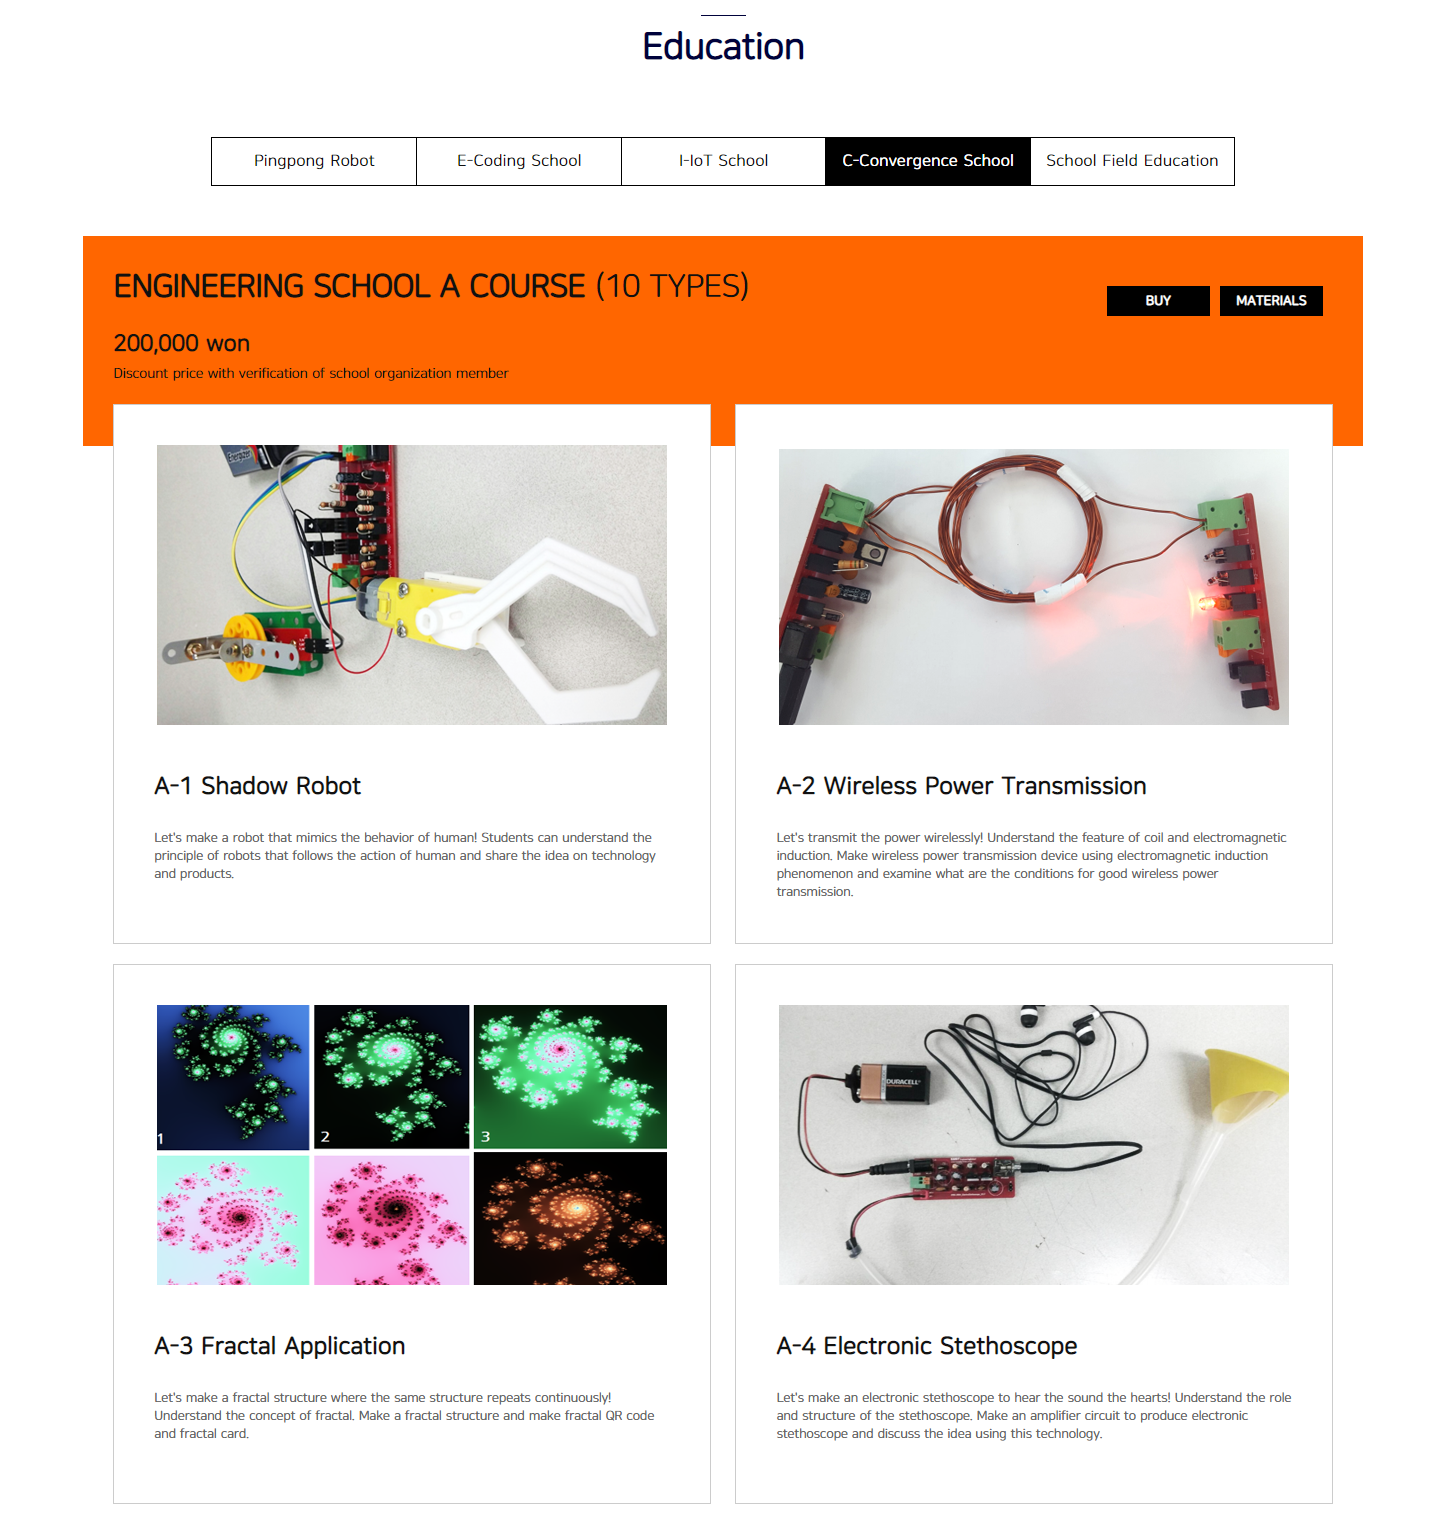 Education
Pingpong Robot
E-Coding School
I-IoT School
C-Convergence School
School Field Education
ENGINEERING SCHOOL A COURSE (10 TYPES)
BUY
MATERIALS
200,000 won
Discount price with verification of school organization member
Energizer
A-1 Shadow Robot
Let's make a robot that mimics the behavior of human! Students can understand the
principle of robots that follows the action of human and share the idea on technology
and products.
A-2 Wireless Power Transmission
Let's transmit the power wirelessly! Understand the feature of coil and electromagnetic
induction. Make wireless power transmission device using electromagnetic induction
phenomenon and examine what are the conditions for good wireless power
transmission.
1
2
3
DURACELL
A-3 Fractal Application
Let's make a fractal structure where the same structure repeats continuously!
Understand the concept of fractal. Make a fractal structure and make fractal QR code
and fractal card.
A-4 Electronic Stethoscope
Let's make an electronic stethoscope to hear the sound the hearts! Understand the role
and structure of the stethoscope. Make an amplifier circuit to produce electronic
stethoscope and discuss the idea using this technology.